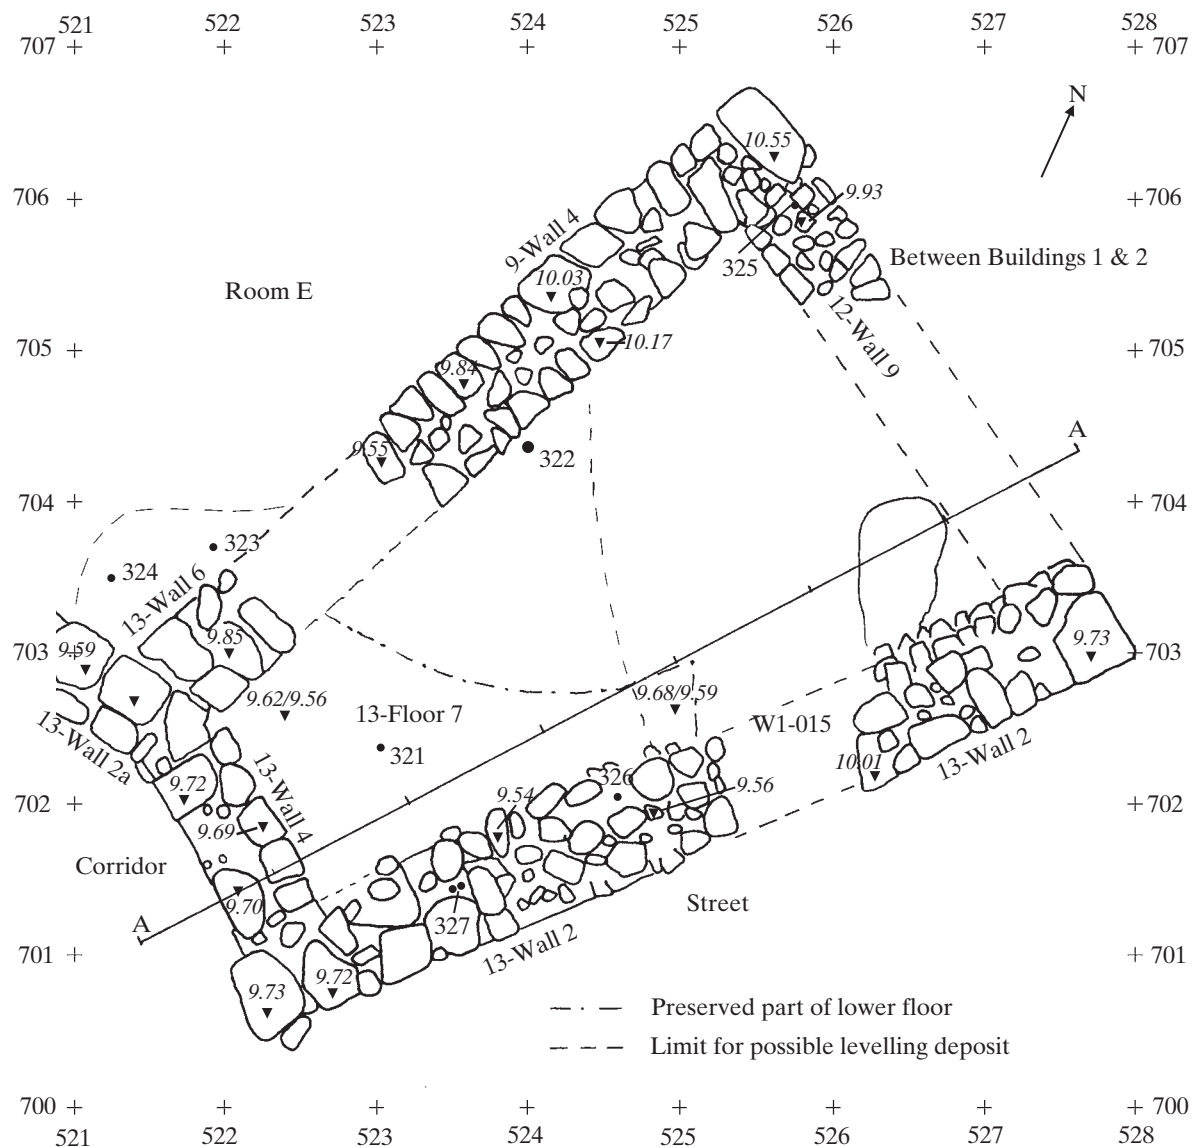 521 522 523 524 525 526 527 528
707 707
N
10.55
706 9.93 706
9-Wall 4
325
Between Buildings 1 & 2
Room E
10.03
12-Wall 9
705 10.17 705
9.84
A
9.55
322
704 704
323
324
13-Wall 6
9.85
703 9.59 9.73 703
9.62/9.56 9.68/9.59
13-Floor 7 W1-015
13-Wall 2a
321
13-Wall 4
13-Wall 2
10.01
9.72 326 9.56
702 9.54 702
9.69
Corridor
9.70
Street
A
327
13-Wall 2
701 701
9.72
9.73
Preserved part of lower floor
Limit for possible levelling deposit
700 700
521 522 523 524 525 526 527 528